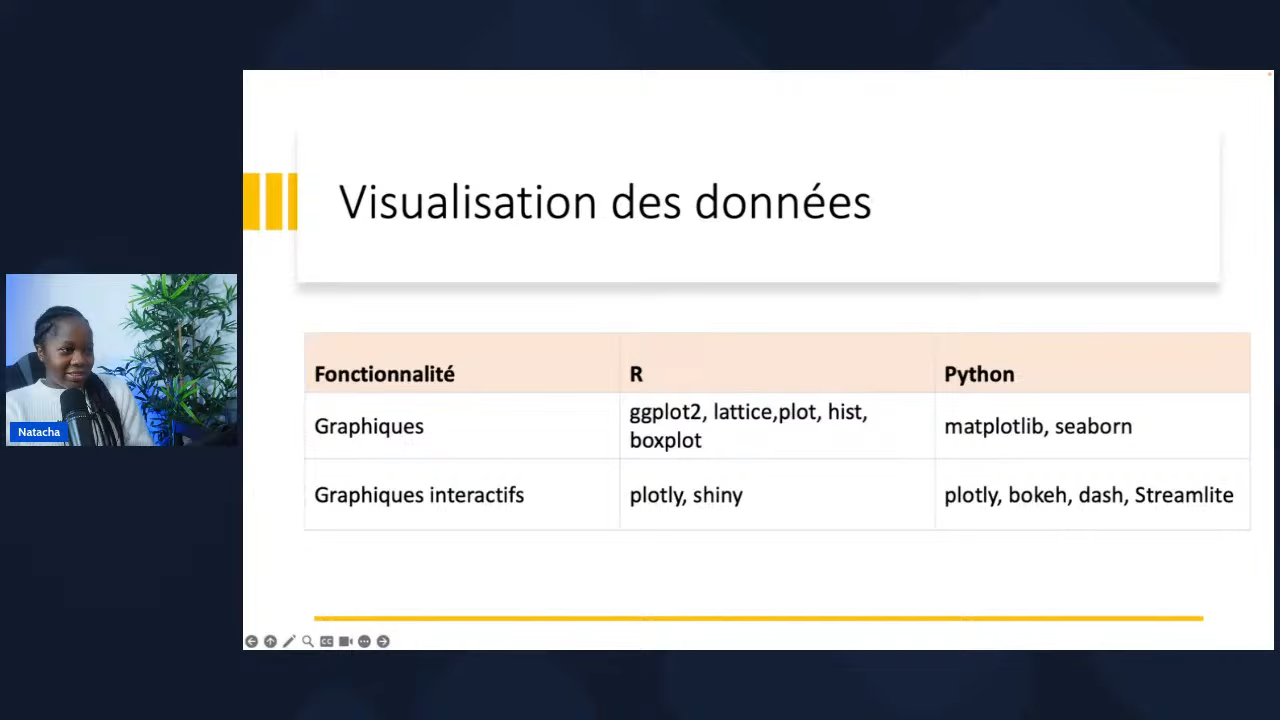 Visualisation des données
Fonctionnalité
R
Python
Graphiques
ggplot2, lattice,plot, hist,
boxplot
matplotlib, seaborn
Graphiques interactifs
plotly, shiny
plotly, bokeh, dash, Streamlite
Natacha
CC